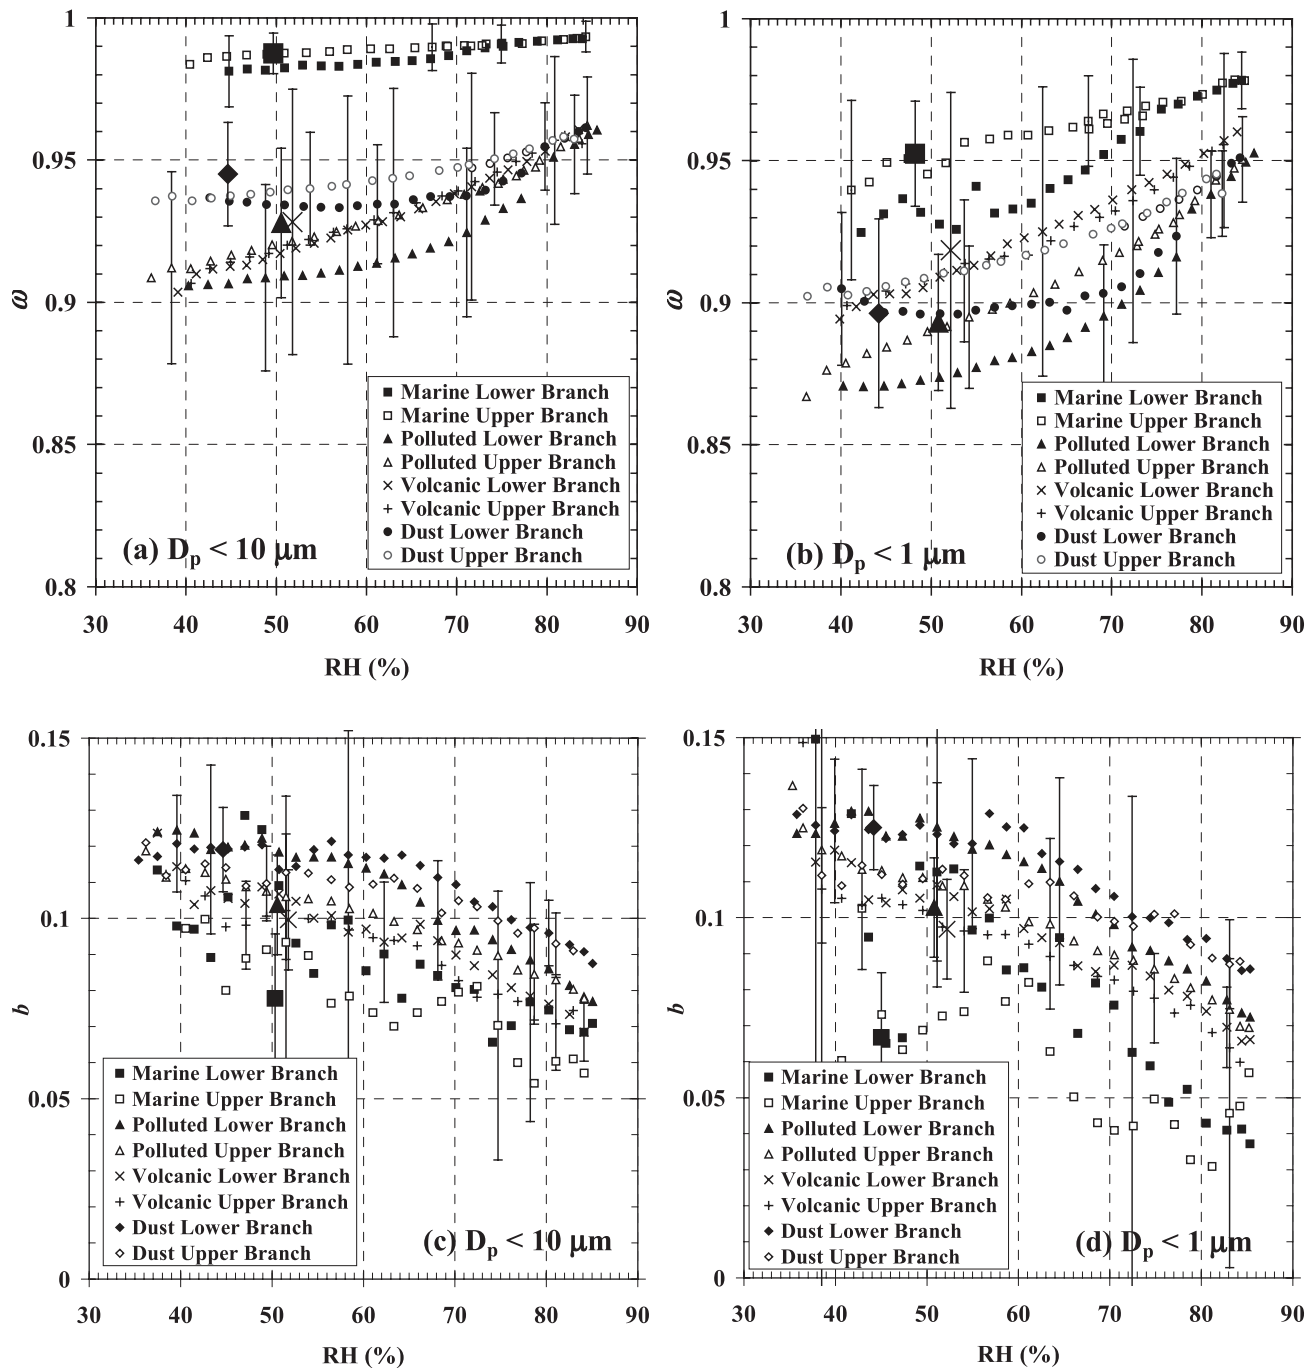 1
0.95
ω
0.9
0.85
0.8
Marine Lower Branch
Marine Upper Branch
Polluted Lower Branch
Polluted Upper Branch
Volcanic Lower Branch
Volcanic Upper Branch
Dust Lower Branch
Dust Upper Branch
(a) Dp < 10 μm
30 40 50 60 70 80 90
RH (%)
1
0.95
ω
0.9
0.85
0.8
Marine Lower Branch
Marine Upper Branch
Polluted Lower Branch
Polluted Upper Branch
Volcanic Lower Branch
Volcanic Upper Branch
Dust Lower Branch
Dust Upper Branch
(b) Dp < 1 μm
30 40 50 60 70 80 90
RH (%)
0.15
0.1
b
0.05
0
Marine Lower Branch
Marine Upper Branch
Polluted Lower Branch
Polluted Upper Branch
Volcanic Lower Branch
Volcanic Upper Branch
Dust Lower Branch
Dust Upper Branch
(c) Dp < 10 μm
30 40 50 60 70 80 90
RH (%)
0.15
0.1
b
0.05
0
Marine Lower Branch
Marine Upper Branch
Polluted Lower Branch
Polluted Upper Branch
Volcanic Lower Branch
Volcanic Upper Branch
Dust Lower Branch
Dust Upper Branch
(d) Dp < 1 μm
30 40 50 60 70 80 90
RH (%)